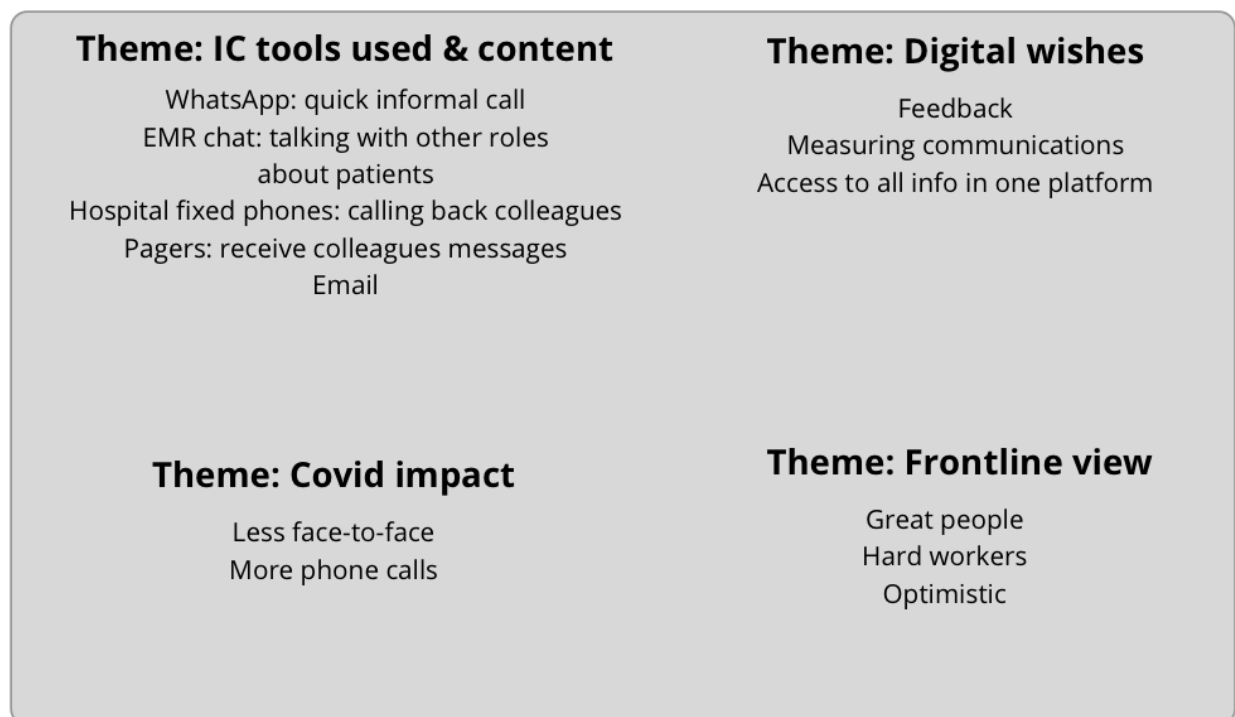 Theme: IC tools used & content
WhatsApp: quick informal call
EMR chat: talking with other roles
about patients
Hospital fixed phones: calling back colleagues
Pagers: receive colleagues messages
Email
Theme: Digital wishes
Feedback
Measuring communications
Access to all info in one platform
Theme: Covid impact
Less face-to-face
More phone calls
Theme: Frontline view
Great people
Hard workers
Optimistic